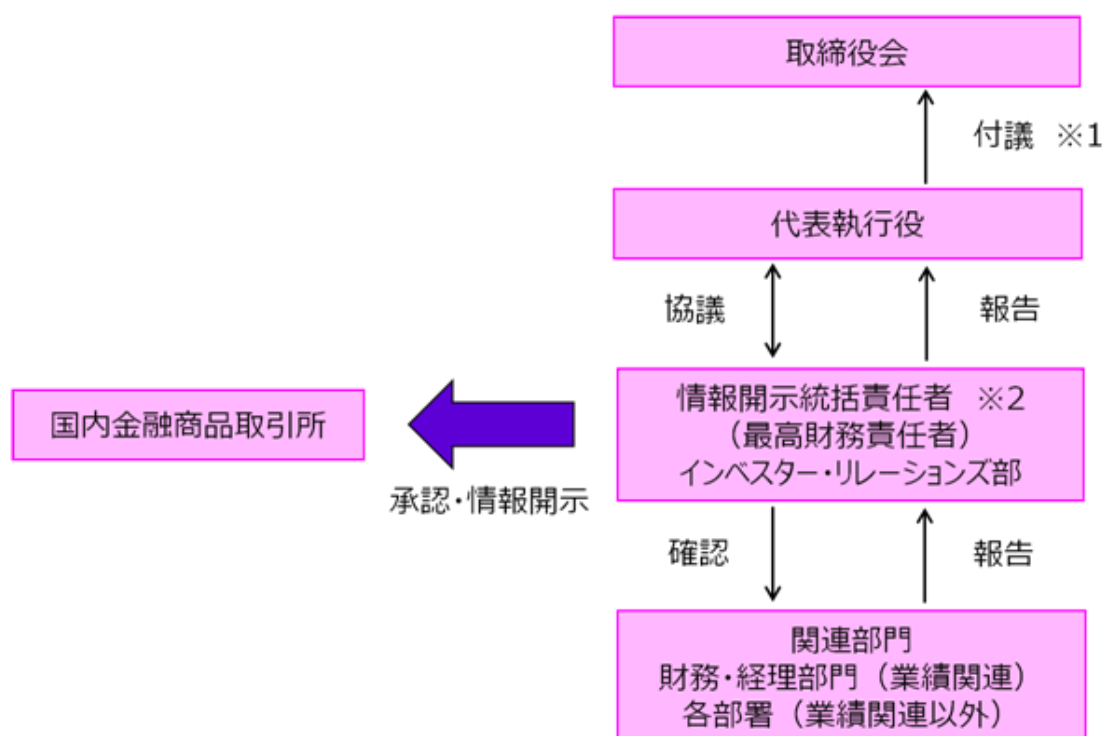 取締役会
付議 ※1
代表執行役
協議
報告
情報開示統括責任者 ※2
（最高財務責任者）
インベスター・リレーションズ部
国内金融商品取引所
承認・情報開示
確認
報告
関連部門
財務・経理部門（業績関連）
各部署（業績関連以外）